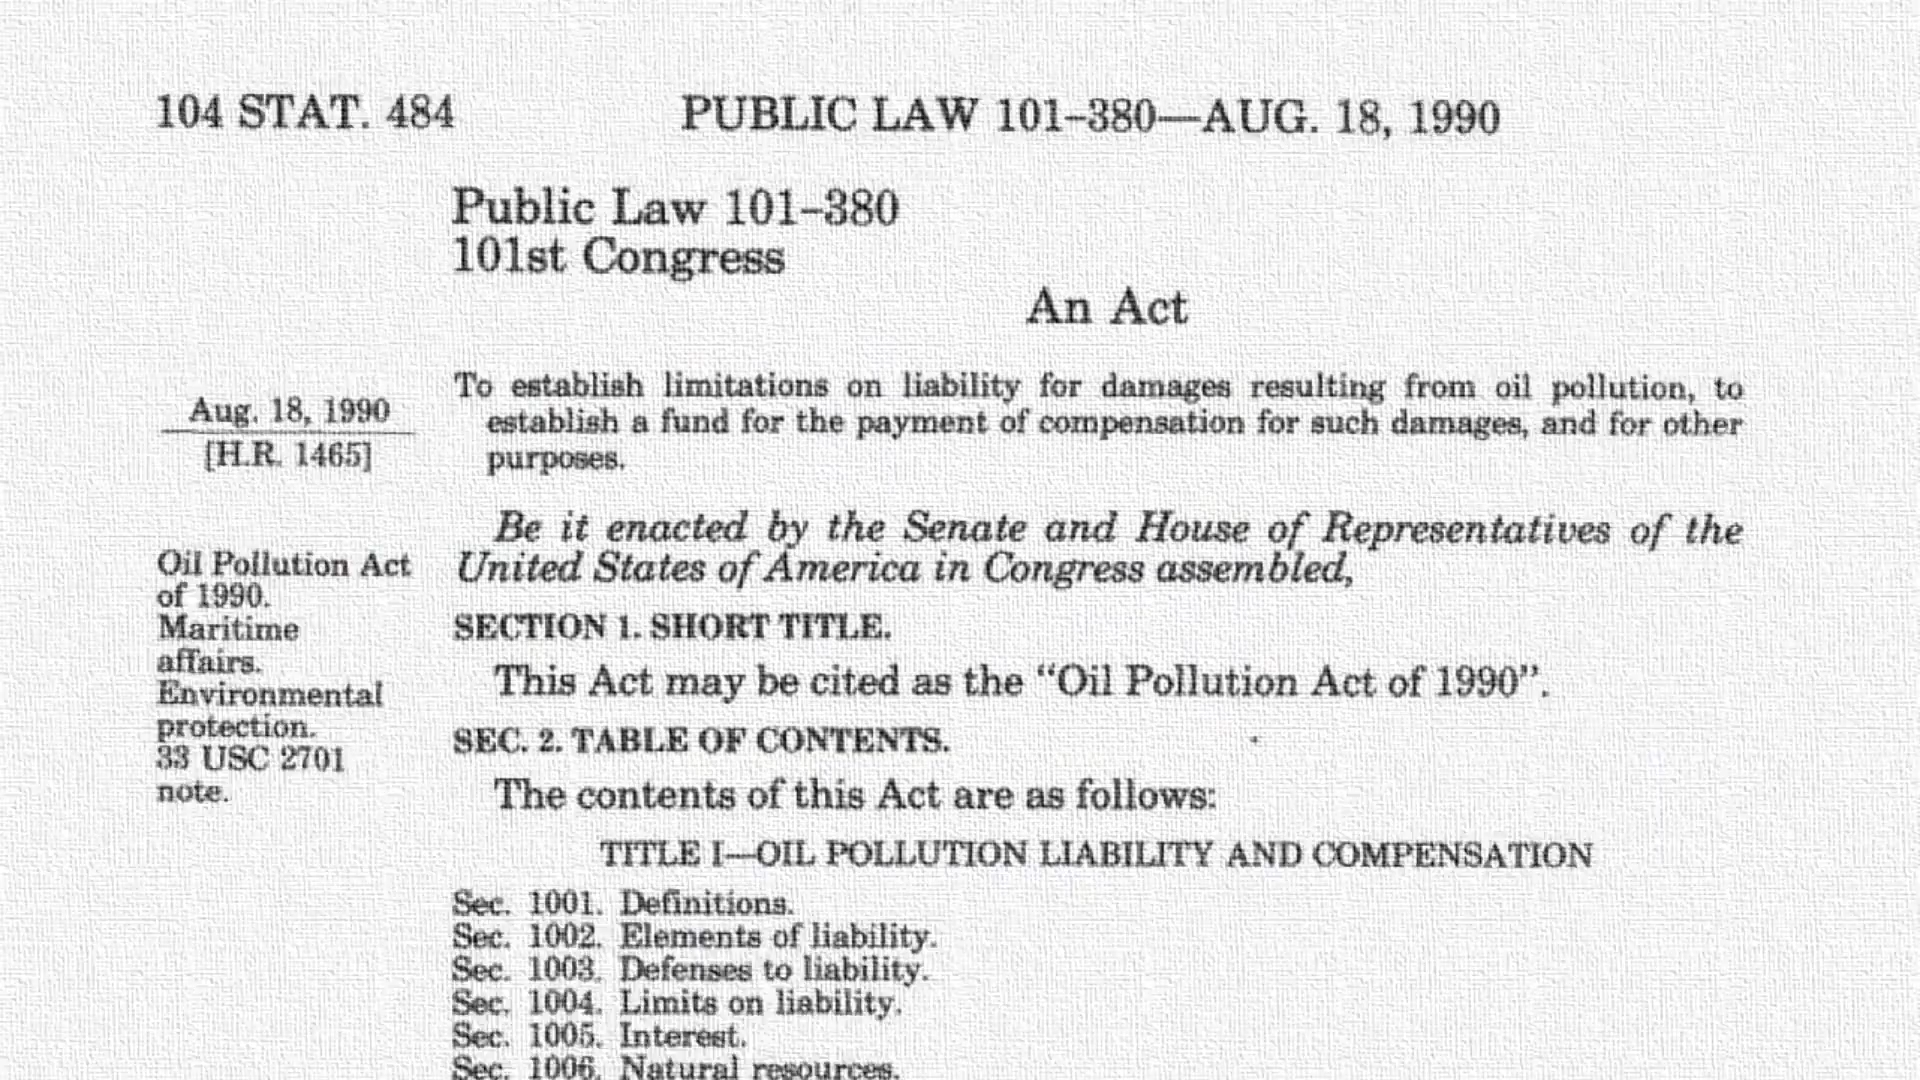 104 STAT. 484 PUBLIC LAW 101–380—AUG. 18, 1990
Public Law 101–380
101st Congress
An Act
Aug. 18, 1990
[H.R. 1465]
To establish limitations on liability for damages resulting from oil pollution, to
establish a fund for the payment of compensation for such damages, and for other
purposes.
Be it enacted by the Senate and House of Representatives of the
United States of America in Congress assembled,
Oil Pollution Act
of 1990.
Maritime
affairs.
Environmental
protection.
33 USC 2701
note.
SECTION 1. SHORT TITLE.
This Act may be cited as the “Oil Pollution Act of 1990”.
SEC. 2. TABLE OF CONTENTS.
The contents of this Act are as follows:
TITLE I—OIL POLLUTION LIABILITY AND COMPENSATION
Sec. 1001. Definitions.
Sec. 1002. Elements of liability.
Sec. 1003. Defenses to liability.
Sec. 1004. Limits on liability.
Sec. 1005. Interest.
Sec. 1006. Natural resources.